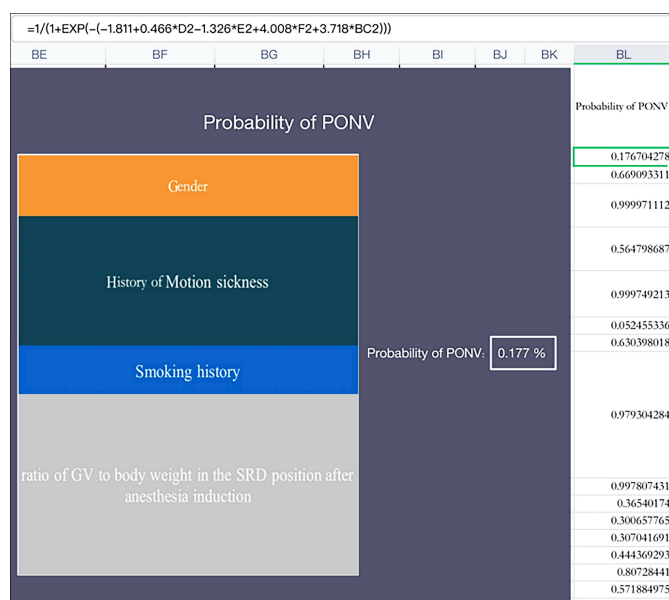 =1/(1+EXP(-(-1.811+0.466*D2-1.326*E2+4.008*F2+3.718*BC2)))
BE BF BG BH BI BJ BK BL
Probability of PONV
Probability of PONV
Gender
History of Motion sickness
Smoking history
ratio of GV to body weight in the SRD position after
anesthesia induction
Probability of PONV: 0.177 %
0.176704278
0.669093311
0.999971112
0.564798687
0.999749213
0.052455336
0.630398018
0.979304284
0.997807431
0.36540174
0.300657765
0.307041691
0.444369293
0.80728441
0.571884975